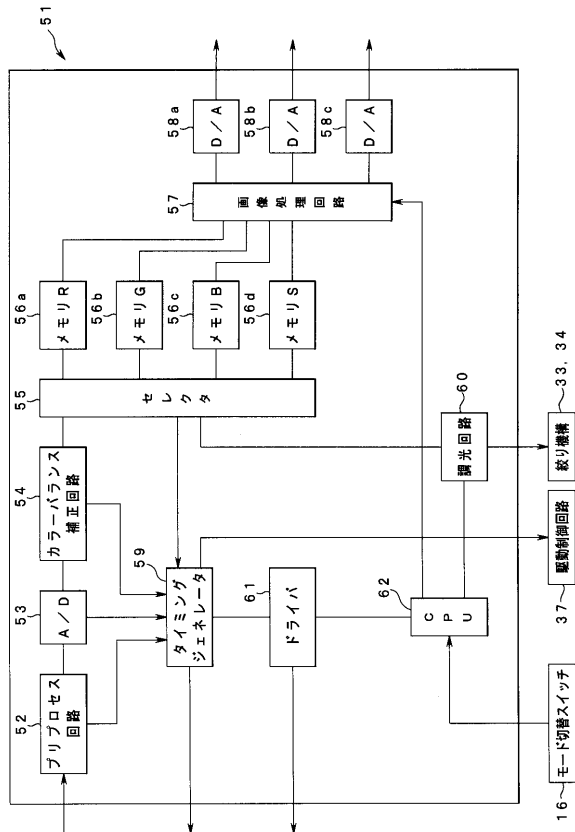 51
52
プリプロセス
回路
53
A/D
54
カラーバランス
補正回路
55
セレクタ
56a
メモリR
56b
メモリG
56c
メモリB
56d
メモリS
57
画像処理回路
58a
D/A
58b
D/A
58c
D/A
59
タイミング
ジェネレータ
61
ドライバ
62
CPU
60
調光回路
16
モード切替スイッチ
37
駆動制御回路
絞り機構
33, 34